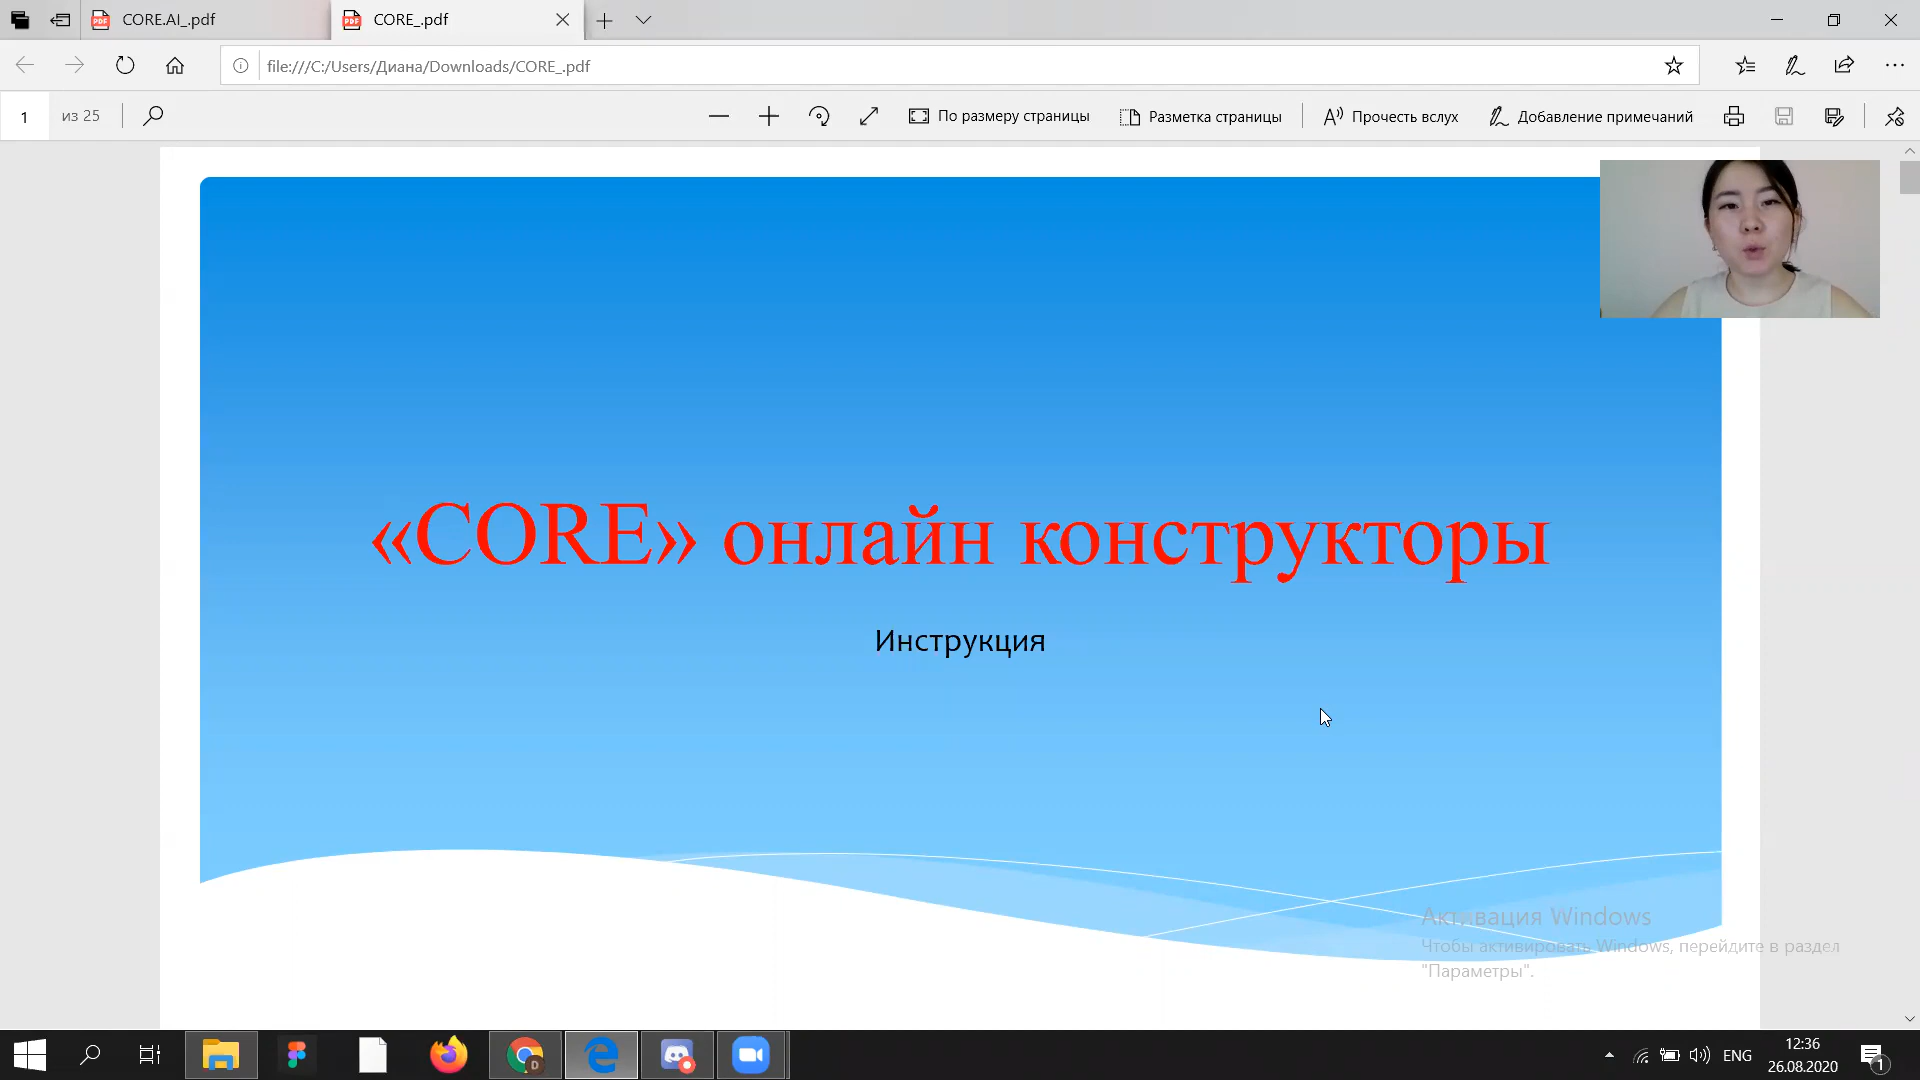 CORE.AI_.pdf
CORE_.pdf
file:///C:/Users/Диана/Downloads/CORE_.pdf
1 из 25
По размеру страницы
Разметка страницы
Прочесть вслух
Добавление примечаний
«CORE» онлайн конструкторы
Инструкция
Активация Windows
Чтобы активировать Windows, перейдите в раздел
"Параметры".
ENG
12:36
26.08.2020
1